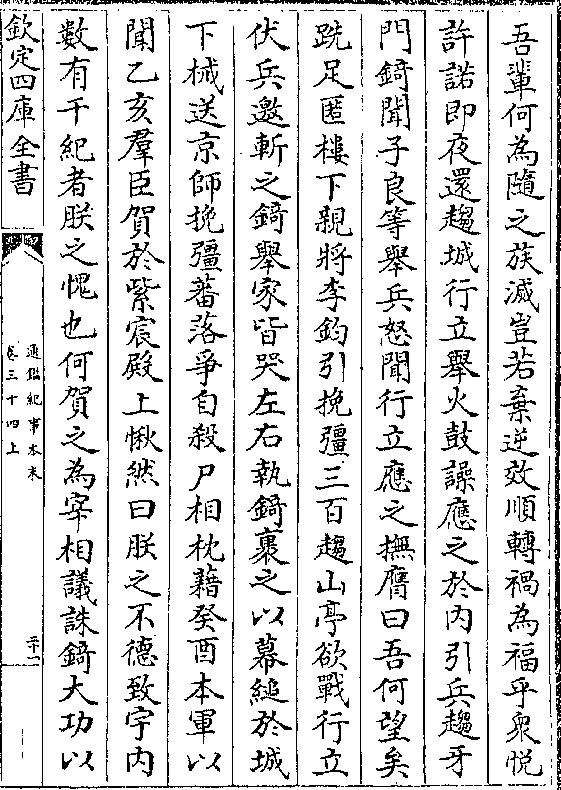 吾輩何為隨之族滅豈若棄逆效順轉禍為福乎衆悦
許諾即夜還趨城行立舉火鼓譟應之於内引兵趨牙
門錡聞子良等舉兵怒聞行立應之撫膺曰吾何望矣
跣足匿樓下親將李鈞引挽彊三百趨山亭欲戰行立
伏兵邀斬之錡舉家皆哭左右執錡裹之以幕縋於城
下械送京師挽彊蕃落爭自殺尸相枕藉癸酉本軍以
聞乙亥羣臣賀於紫宸殿上愀然曰朕之不德致宇内
數有干紀者朕之愧也何賀之為宰相議誅錡大功以
欽定四庫全書
通鑑紀事本末
卷三十四上
二十一